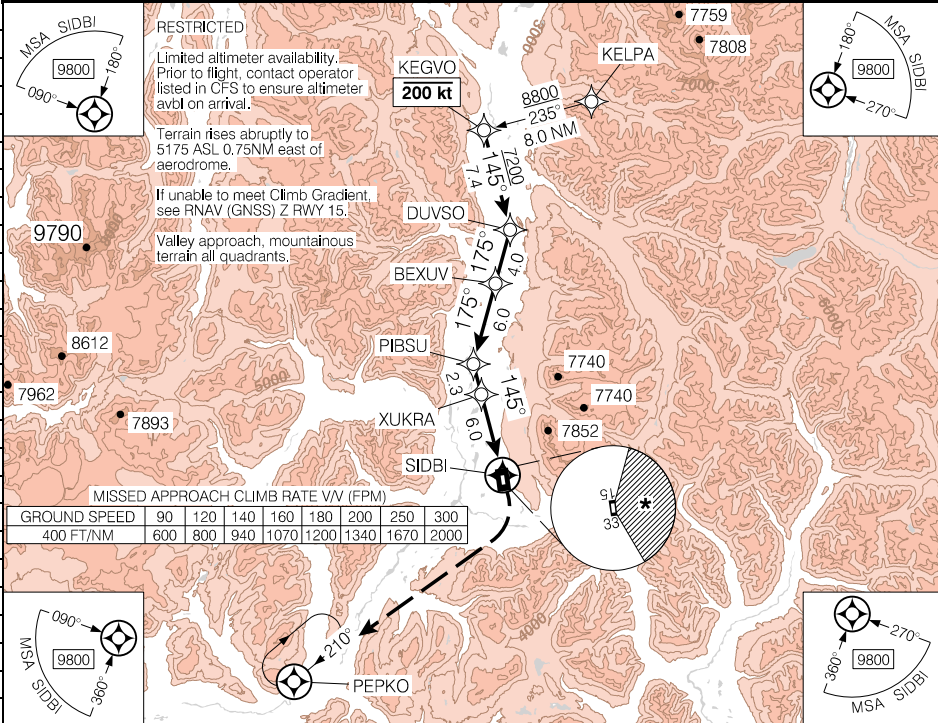 MSA SIDBI
9800
180°
090°
RESTRICTED
Limited altimeter availability.
Prior to flight, contact operator
listed in CFS to ensure altimeter
avbl on arrival.
Terrain rises abruptly to
5175 ASL 0.75NM east of
aerodrome.
If unable to meet Climb Gradient,
see RNAV (GNSS) Z RWY 15.
Valley approach, mountainous
terrain all quadrants.
7759
7808
7000
MSA SIDBI
180°
9800
270°
KEGVO
200 kt
KELPA
8800
235°
8.0 NM
7200
145°
7.4
DUVSO
175°
4.0
BEXUV
175°
6.0
PIBSU
2.3
145°
XUKRA
6.0
SIDBI
9790
8612
7962
7893
5000
7740
7740
7852
15
33
*
MISSED APPROACH CLIMB RATE V/V (FPM)
GROUND SPEED 90 120 140 160 180 200 250 300
400 FT/NM 600 800 940 1070 1200 1340 1670 2000
4000
210°
PEPKO
090°
9800
360°
MSA SIDBI
270°
9800
360°
MSA SIDBI